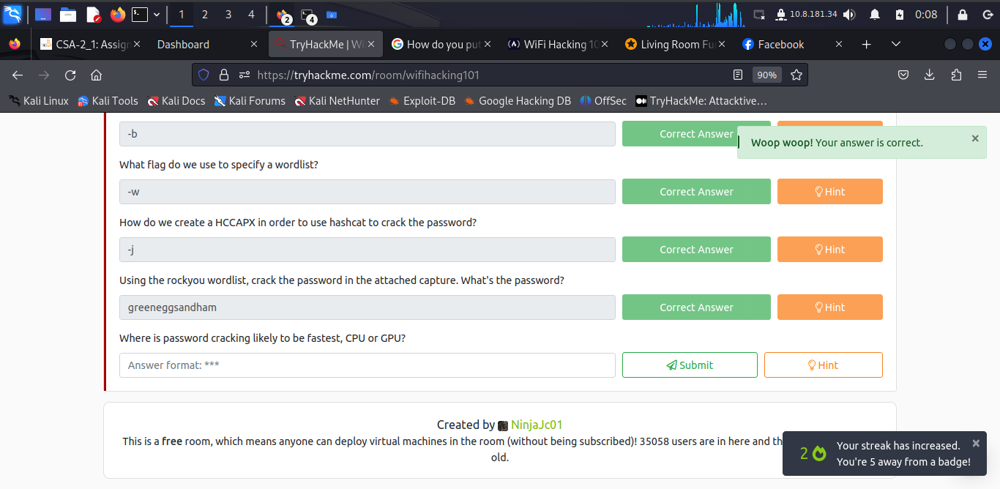 1 2 3 4 2 4 10.8.181.34 0:08
CSA-2_1: Assign Dashboard TryHackMe | Wi How do you put WiFi Hacking 10 Living Room Fur Facebook
https://tryhackme.com/room/wifihacking101 90%
Kali Linux Kali Tools Kali Docs Kali Forums Kali NetHunter Exploit-DB Google Hacking DB OffSec TryHackMe: Attacktive…
-b Correct Answer
Woop woop! Your answer is correct.
What flag do we use to specify a wordlist?
-w Correct Answer Hint
How do we create a HCCAPX in order to use hashcat to crack the password?
-j Correct Answer Hint
Using the rockyou wordlist, crack the password in the attached capture. What's the password?
greeneggsandham Correct Answer Hint
Where is password cracking likely to be fastest, CPU or GPU?
Answer format: *** Submit Hint
Created by NinjaJc01
This is a free room, which means anyone can deploy virtual machines in the room (without being subscribed)! 35058 users are in here and th
old.
2 Your streak has increased.
You're 5 away from a badge!